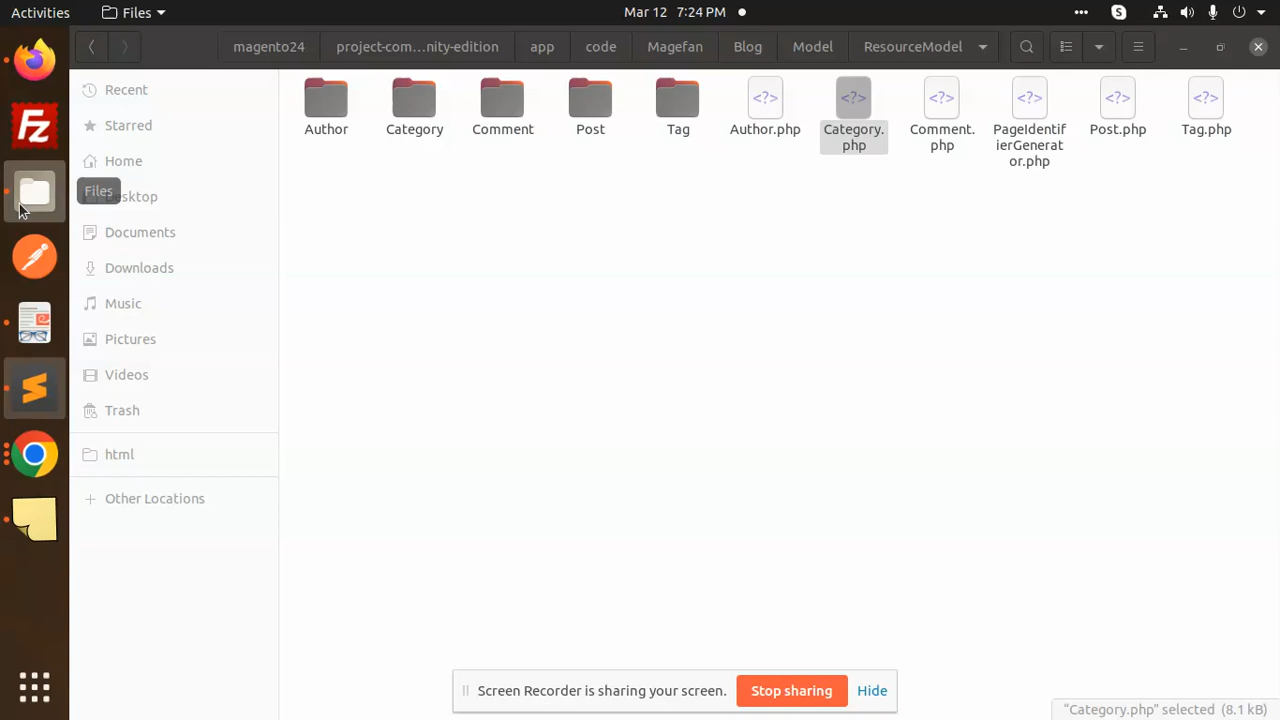 Activities Files Mar 12 7:24 PM
magento24 project-com...nity-edition app code Magefan Blog Model ResourceModel
Recent
Starred
Home
Files
Desktop
Documents
Downloads
Music
Pictures
Videos
Trash
html
Other Locations
Author Category Comment Post Tag Author.php Category. Comment. PageIdentif Post.php Tag.php
php php ierGenerat
or.php
Screen Recorder is sharing your screen. Stop sharing Hide
"Category.php" selected (8.1 kB)